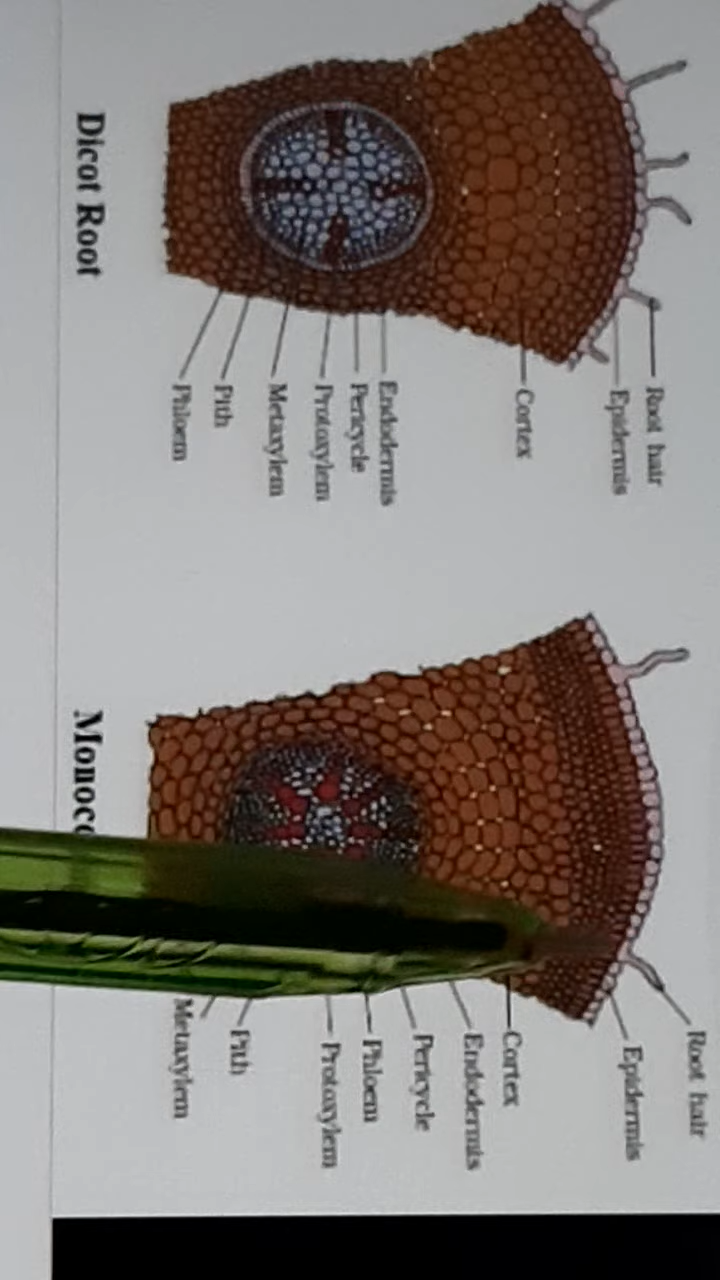 Root hair
Epidermis
Cortex
Endodermis
Pericycle
Protoxylem
Metaxylem
Pith
Phloem
Dicot Root
Root hair
Epidermis
Cortex
Endodermis
Pericycle
Phloem
Protoxylem
Pith
Metaxylem
Monoc